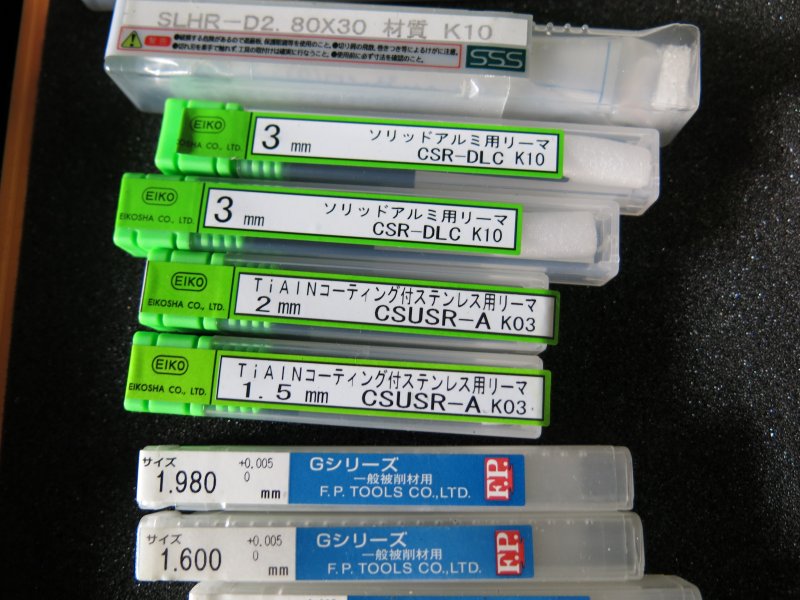 SLHR-D2.80X30 材質 K10
SSS
EIKO
EIKOSHA CO., LTD.
3 mm
ソリッドアルミ用リーマ
CSR-DLC K10
EIKO
EIKOSHA CO., LTD.
3 mm
ソリッドアルミ用リーマ
CSR-DLC K10
EIKO
EIKOSHA CO., LTD.
TiAlNコーティング付ステンレス用リーマ
2 mm CSUSR-A K03
EIKO
EIKOSHA CO., LTD.
TiAlNコーティング付ステンレス用リーマ
1.5 mm CSUSR-A K03
サイズ
1.980 +0.005 0 mm
Gシリーズ
一般被削材用
F.P. TOOLS CO.,LTD.
F.P.
サイズ
1.600 +0.005 0 mm
Gシリーズ
一般被削材用
F.P. TOOLS CO.,LTD.
F.P.